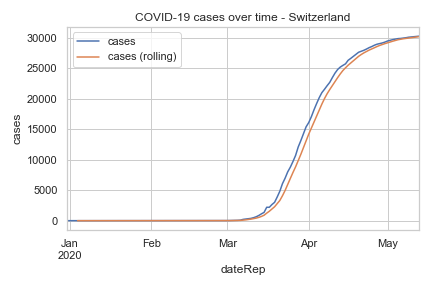 COVID-19 cases over time - Switzerland
cases
cases (rolling)
30000
25000
20000
15000
10000
5000
0
cases
Jan Feb Mar Apr May
2020
dateRep